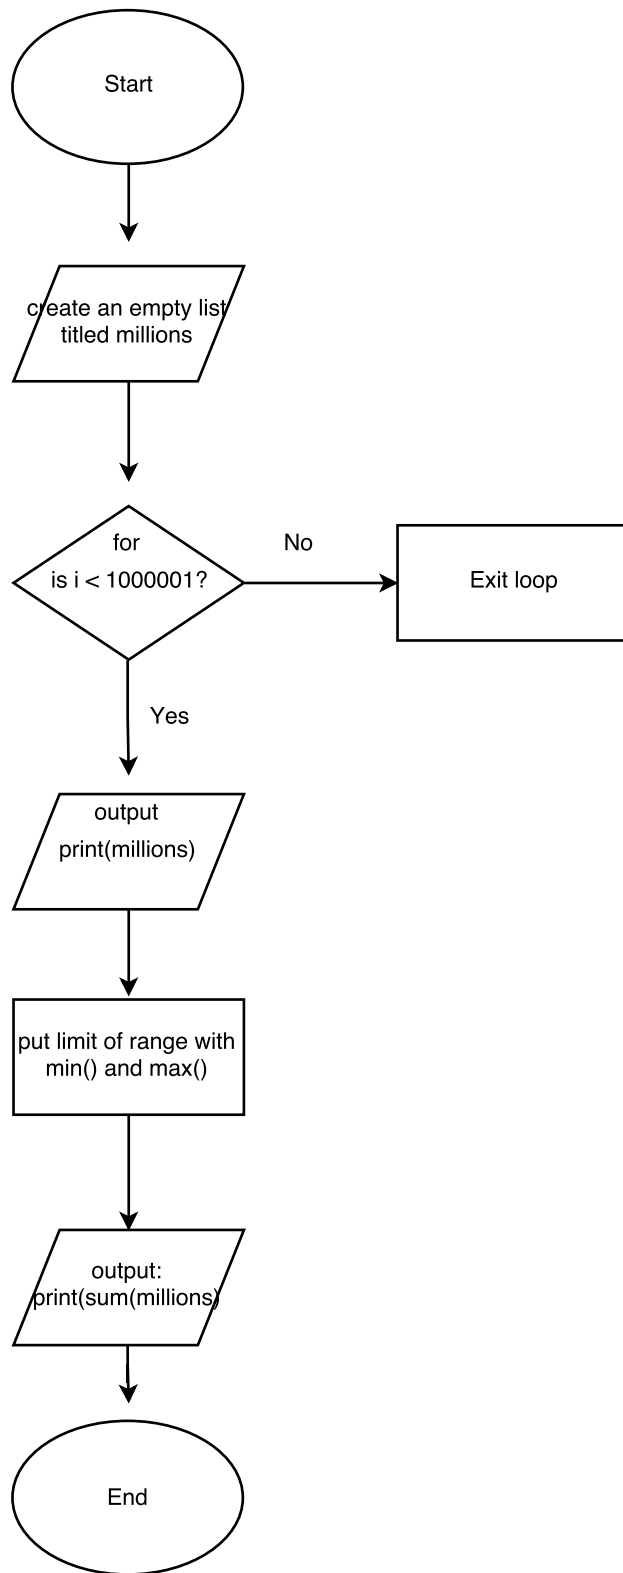 Start
create an empty list
titled millions
for
is i < 1000001?
No
Exit loop
Yes
output
print(millions)
put limit of range with
min() and max()
output:
print(sum(millions)
End